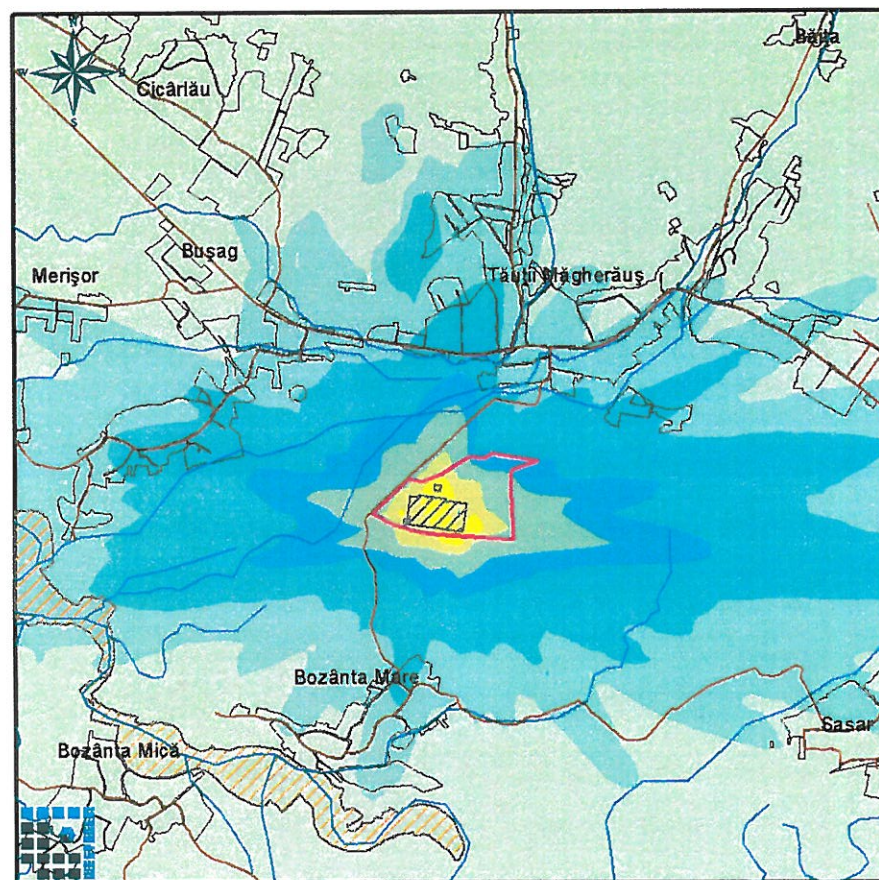 N
Băița
W
E
Cicârlău
S
Bușag
Merișor
Tăuții Măgherăuș
Bozânta Mare
Sasar
Bozânta Mică